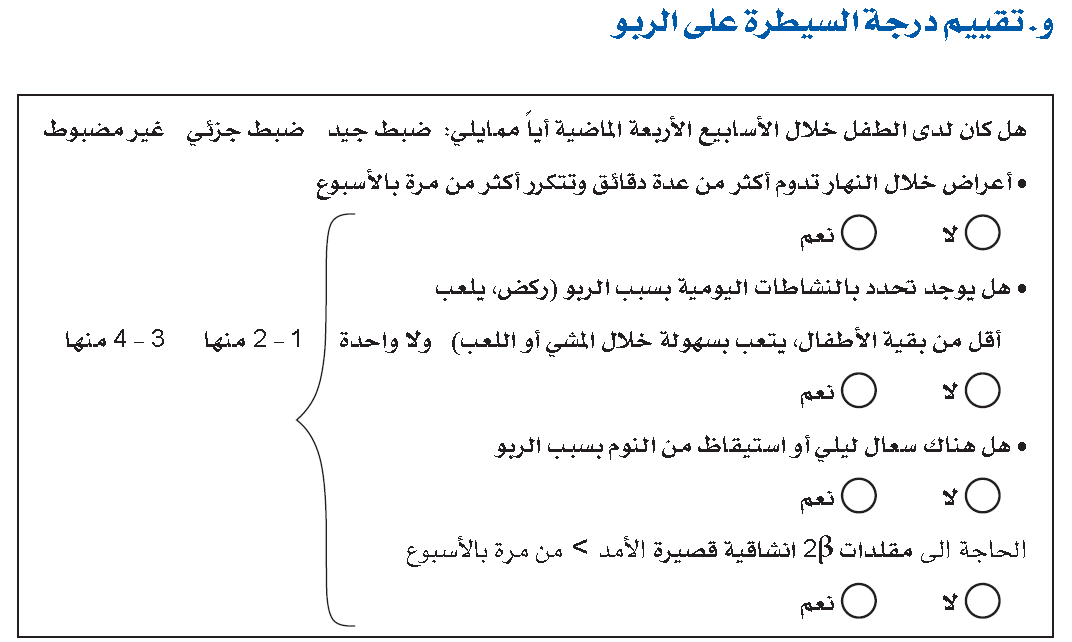 و. تقييم درجة السيطرة على الربو
هل كان لدى الطفل خلال الأسابيع الأربعة الماضية أياً ممايلي: ضبط جيد ضبط جزئي غير مضبوط
• أعراض خلال النهار تدوم أكثر من عدة دقائق وتتكرر أكثر من مرة بالأسبوع
لا نعم
• هل يوجد تحدد بالنشاطات اليومية بسبب الربو (ركض، يلعب
أقل من بقية الأطفال، يتعب بسهولة خلال المشي أو اللعب) ولا واحدة 1 - 2 منها 3 - 4 منها
لا نعم
• هل هناك سعال ليلي أو استيقاظ من النوم بسبب الربو
لا نعم
الحاجة الى مقلدات 2β انشاقية قصيرة الأمد > من مرة بالأسبوع
لا نعم